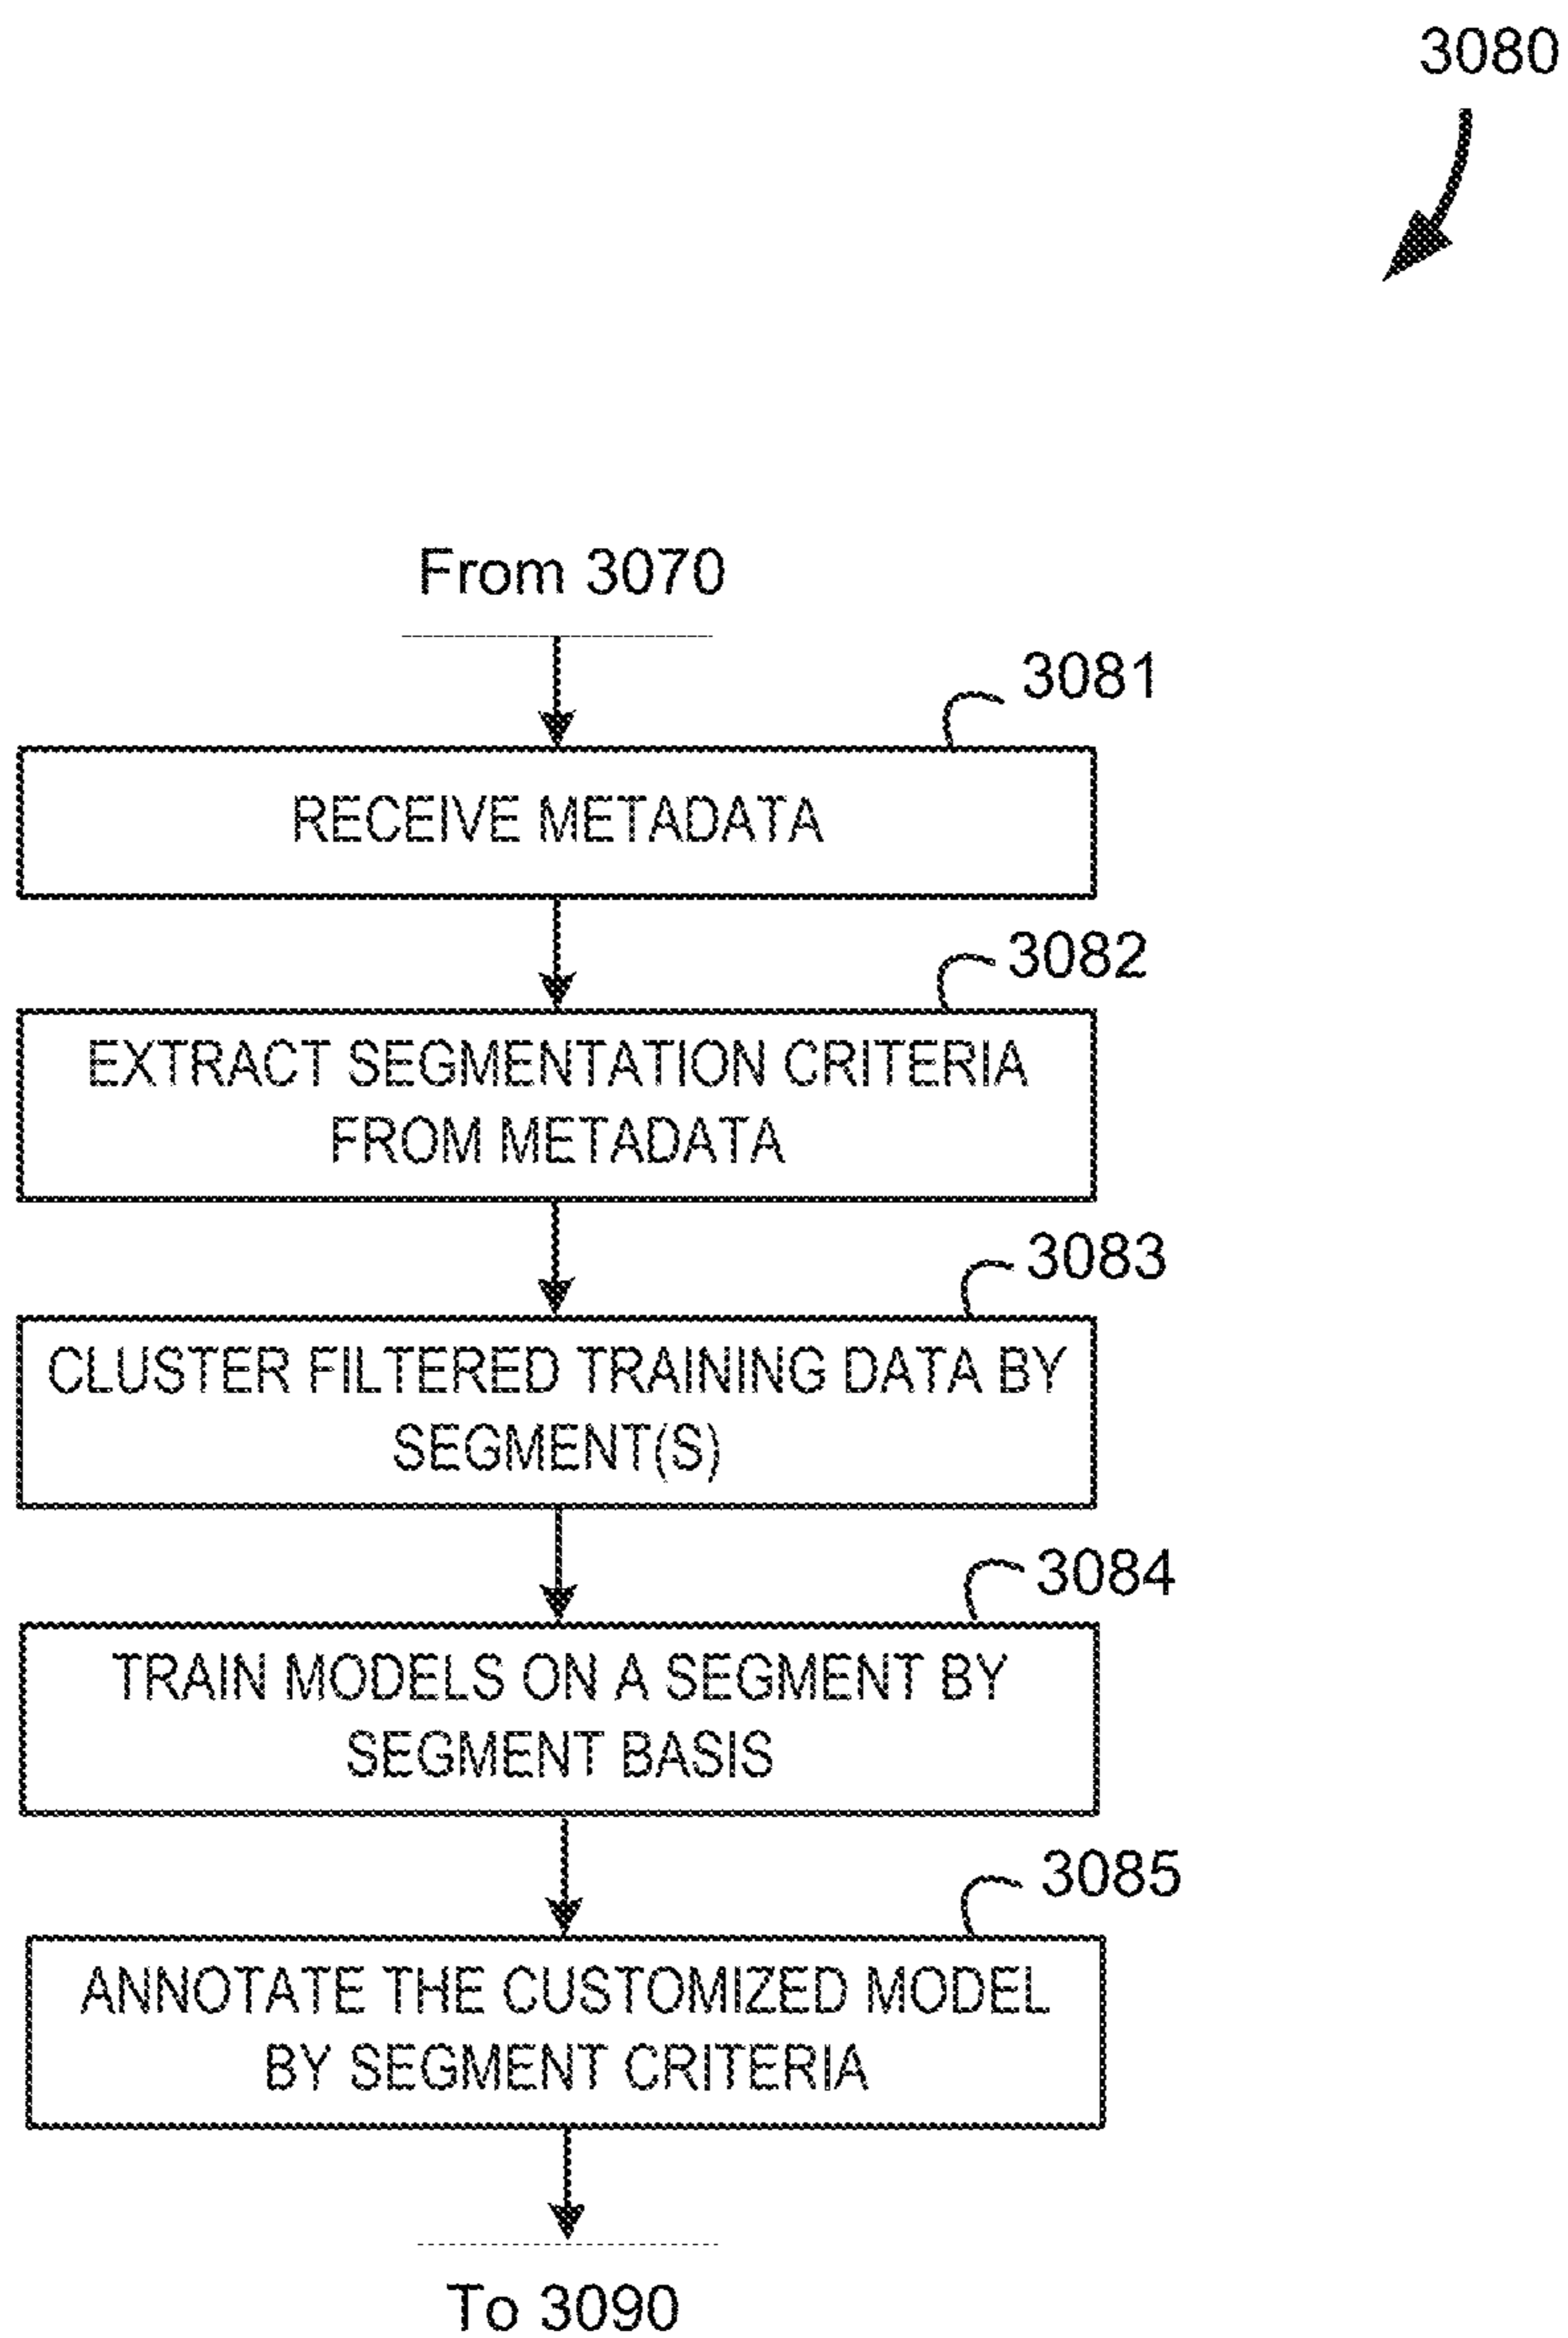 3080
From 3070
3081
RECEIVE METADATA
3082
EXTRACT SEGMENTATION CRITERIA
FROM METADATA
3083
CLUSTER FILTERED TRAINING DATA BY
SEGMENT(S)
3084
TRAIN MODELS ON A SEGMENT BY
SEGMENT BASIS
3085
ANNOTATE THE CUSTOMIZED MODEL
BY SEGMENT CRITERIA
To 3090